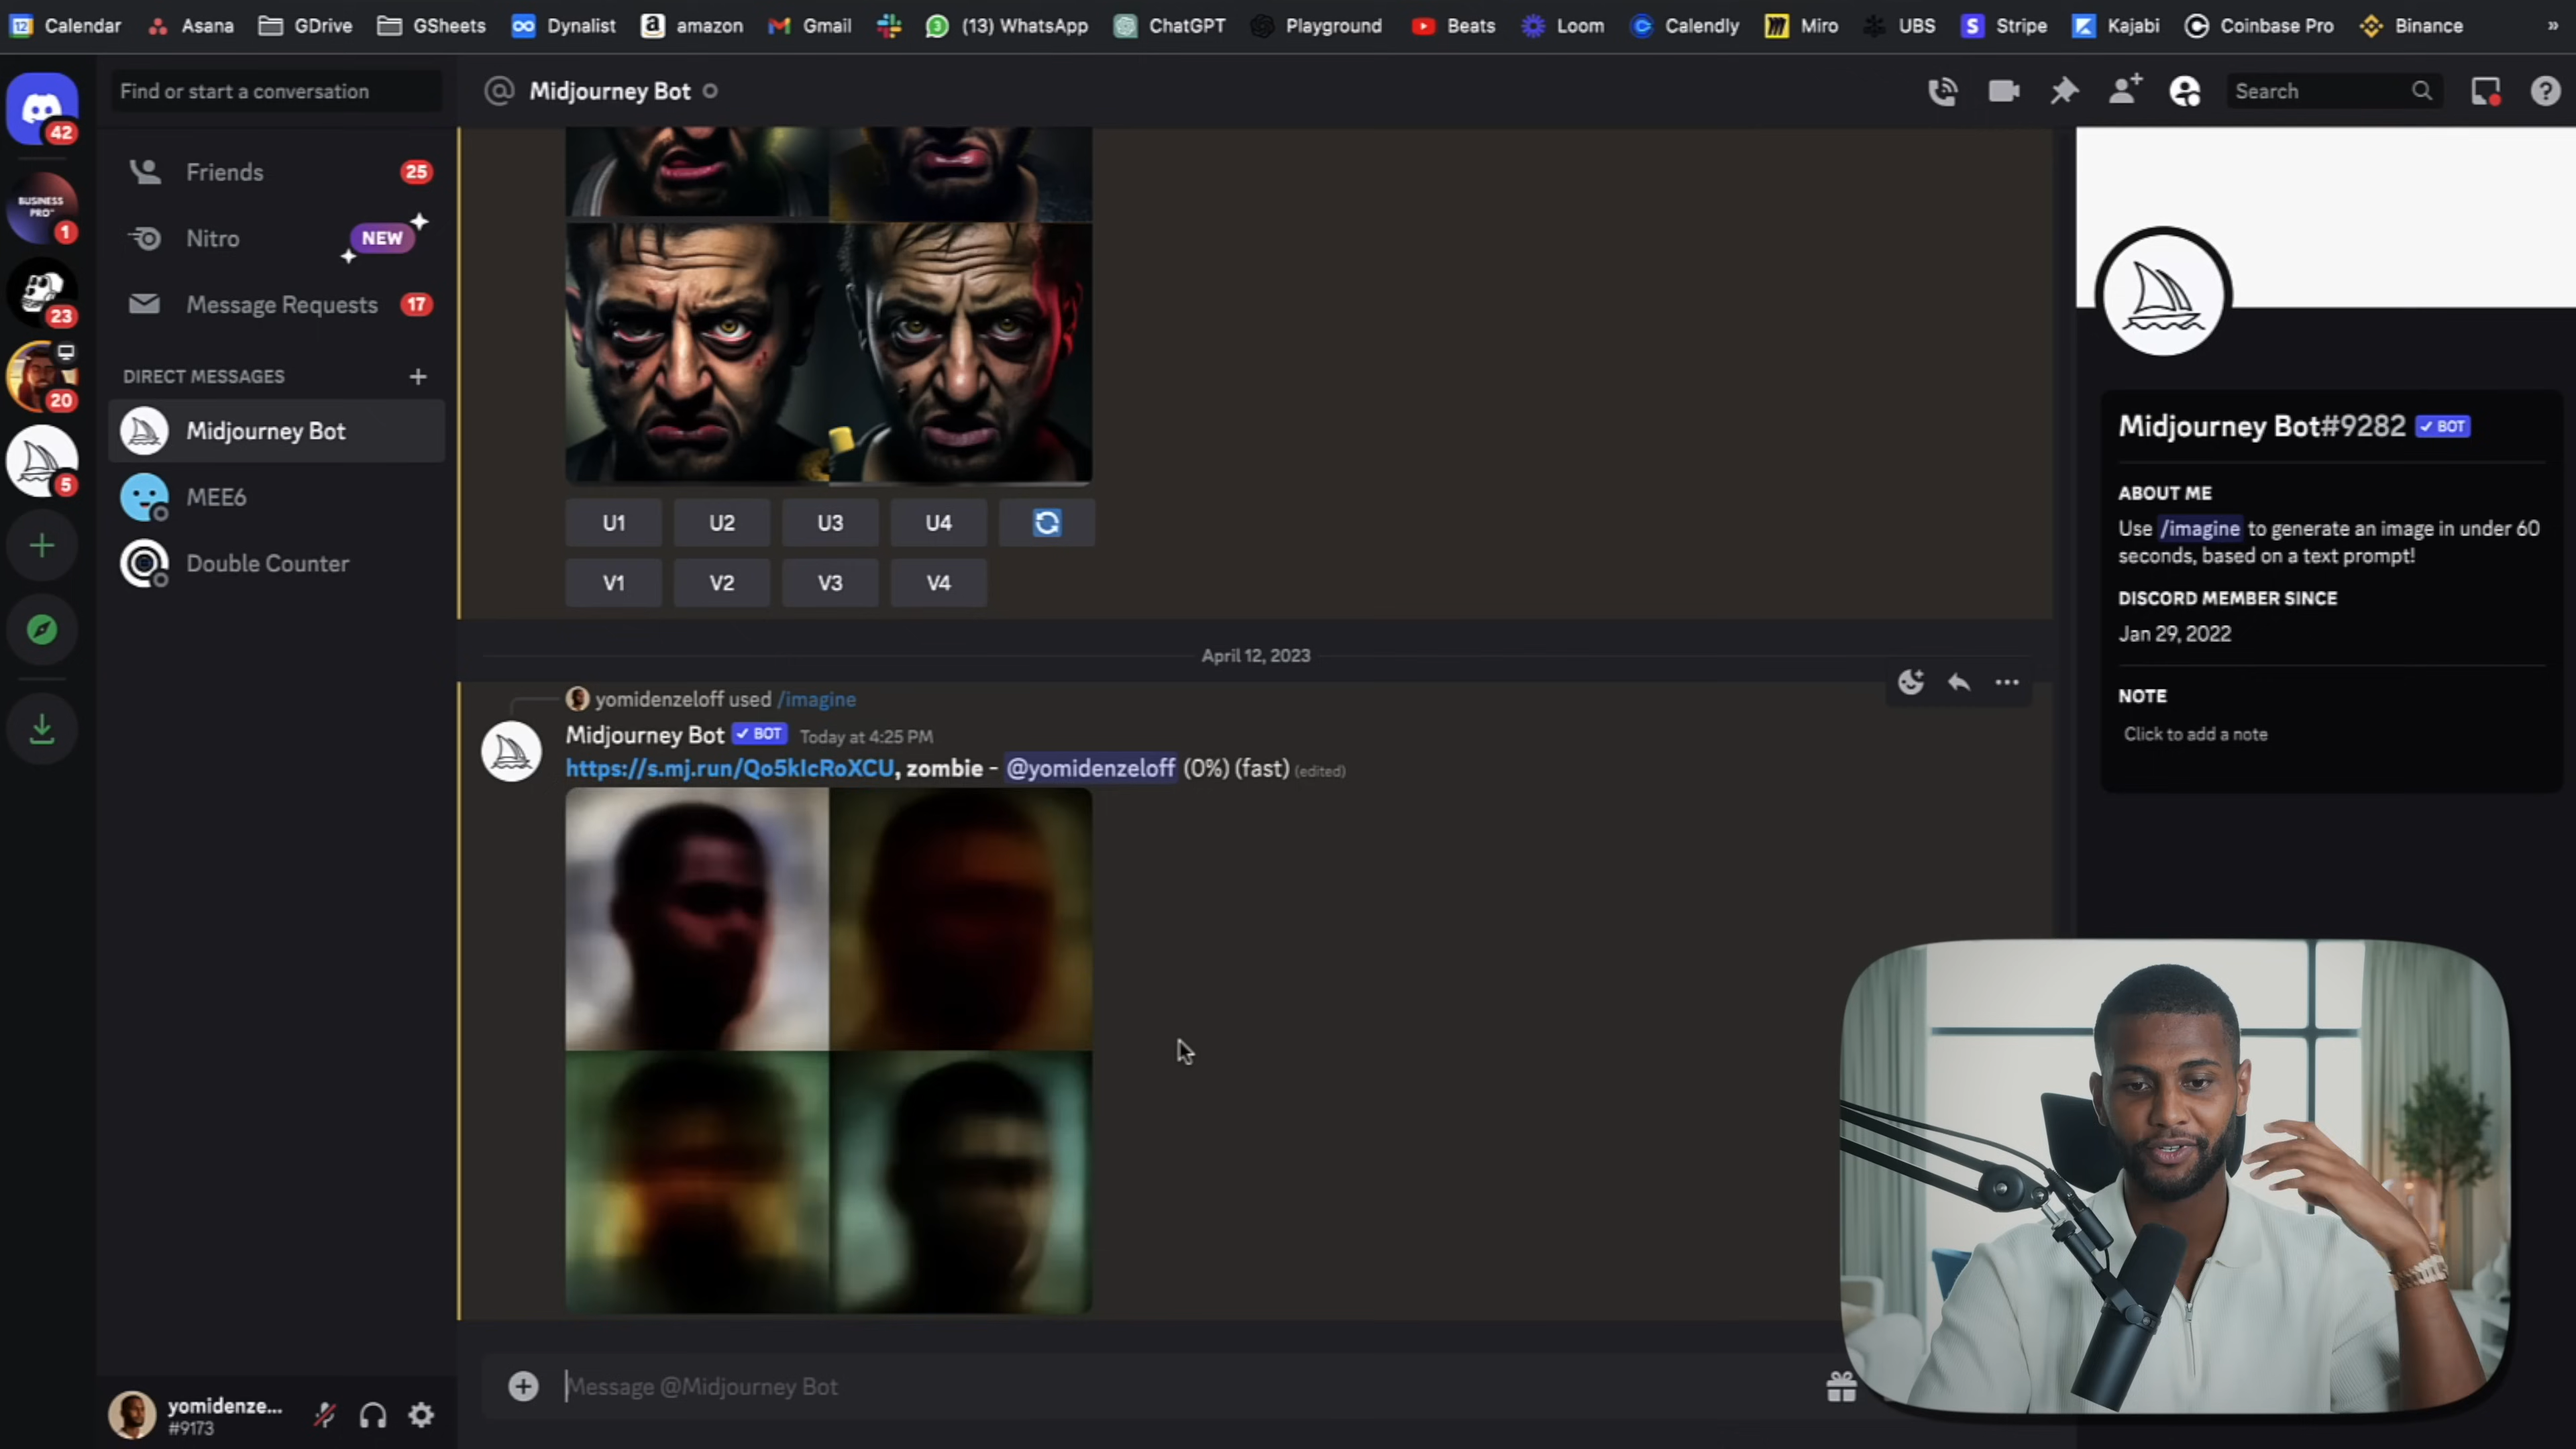 12 Calendar Asana GDrive GSheets Dynalist amazon Gmail (13) WhatsApp ChatGPT Playground Beats Loom Calendly Miro UBS Stripe Kajabi Coinbase Pro Binance »
42
BUSINESS
PRO
1
23
20
5
Find or start a conversation
Friends 25
Nitro NEW
Message Requests 17
DIRECT MESSAGES +
Midjourney Bot
MEE6
Double Counter
yomidenze...
#9173
Midjourney Bot
Search
U1 U2 U3 U4
V1 V2 V3 V4
April 12, 2023
yomidenzeloff used /imagine
Midjourney Bot ✓ BOT Today at 4:25 PM
https://s.mj.run/Qo5kIcRoXCU, zombie - @yomidenzeloff (0%) (fast) (edited)
Message @Midjourney Bot
Midjourney Bot#9282 ✓ BOT
ABOUT ME
Use /imagine to generate an image in under 60
seconds, based on a text prompt!
DISCORD MEMBER SINCE
Jan 29, 2022
NOTE
Click to add a note